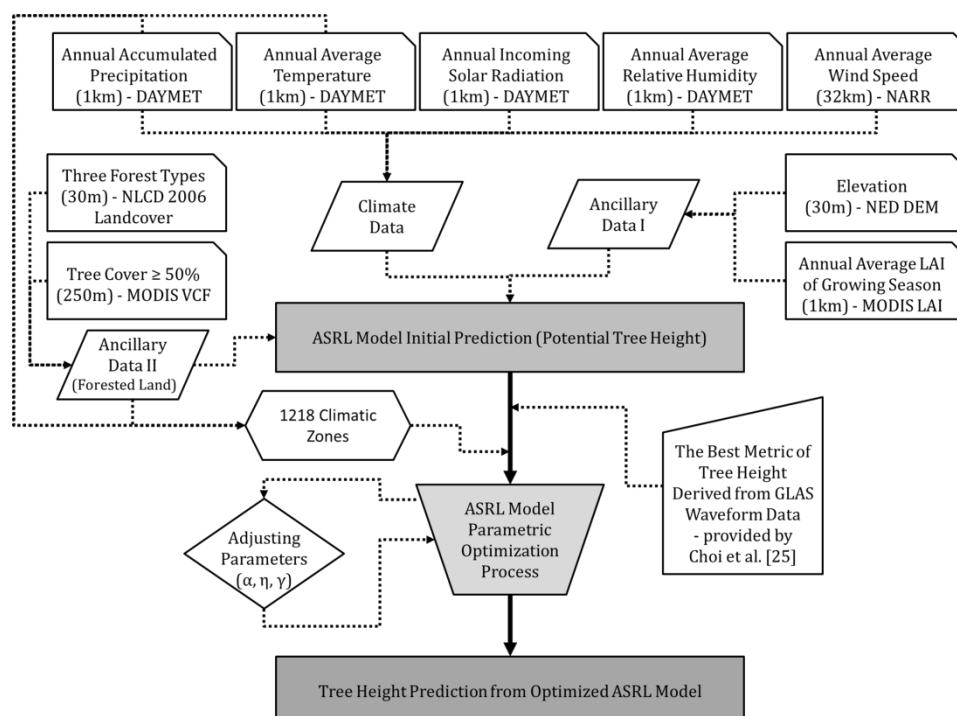 Annual Accumulated
Precipitation
(1km) - DAYMET
Annual Average
Temperature
(1km) - DAYMET
Annual Incoming
Solar Radiation
(1km) - DAYMET
Annual Average
Relative Humidity
(1km) - DAYMET
Annual Average
Wind Speed
(32km) - NARR
Three Forest Types
(30m) - NLCD 2006
Landcover
Climate
Data
Ancillary
Data I
Elevation
(30m) - NED DEM
Tree Cover ≥ 50%
(250m) - MODIS VCF
Annual Average LAI
of Growing Season
(1km) - MODIS LAI
Ancillary
Data II
(Forested Land)
ASRL Model Initial Prediction (Potential Tree Height)
1218 Climatic
Zones
The Best Metric of
Tree Height
Derived from GLAS
Waveform Data
- provided by
Choi et al. [25]
ASRL Model
Parametric
Optimization
Process
Adjusting
Parameters
(α, η, γ)
Tree Height Prediction from Optimized ASRL Model